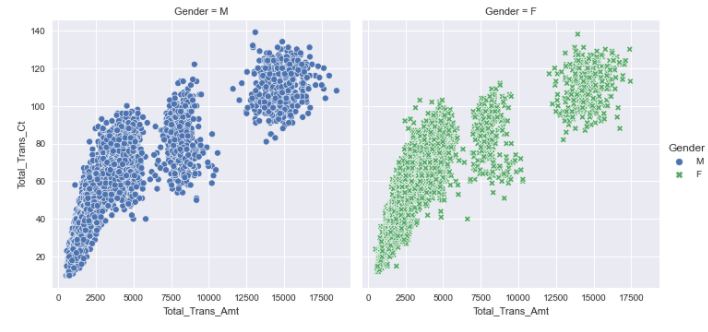 Gender = M
Gender = F
140
120
100
80
60
40
20
Total_Trans_Ct
0
2500
5000
7500
10000
12500
15000
17500
Total_Trans_Amt
0
2500
5000
7500
10000
12500
15000
17500
Total_Trans_Amt
Gender
M
F